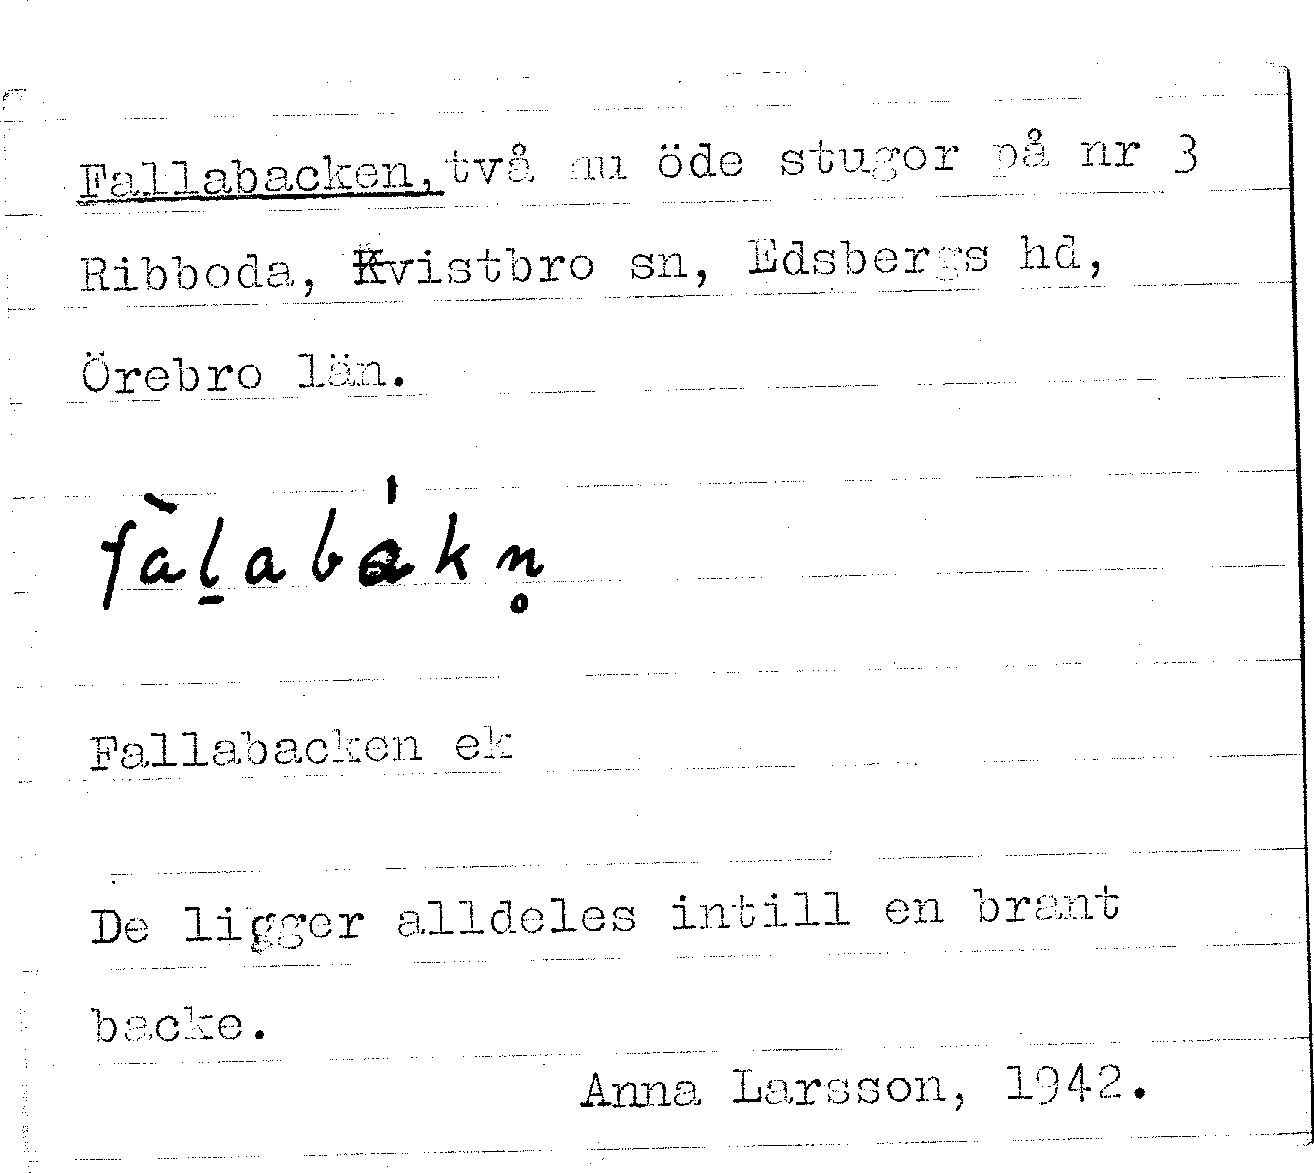 Fallabacken, två nu öde stugor på nr 3
Ribboda, Kvistbro sn, Edsbergs hd,
Örebro län.
fàḻabákn̥
Fallabacken ek
De ligger alldeles intill en brant
backe.
Anna Larsson, 1942.